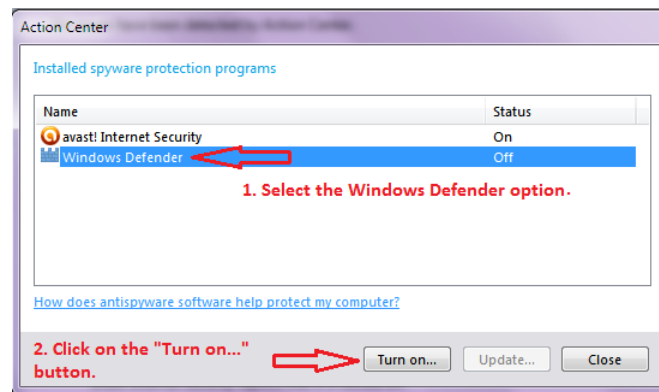 Action Center
Installed spyware protection programs
Name Status
avast! Internet Security On
Windows Defender Off
1. Select the Windows Defender option.
How does antispyware software help protect my computer?
2. Click on the "Turn on..."
button.
Turn on... Update... Close